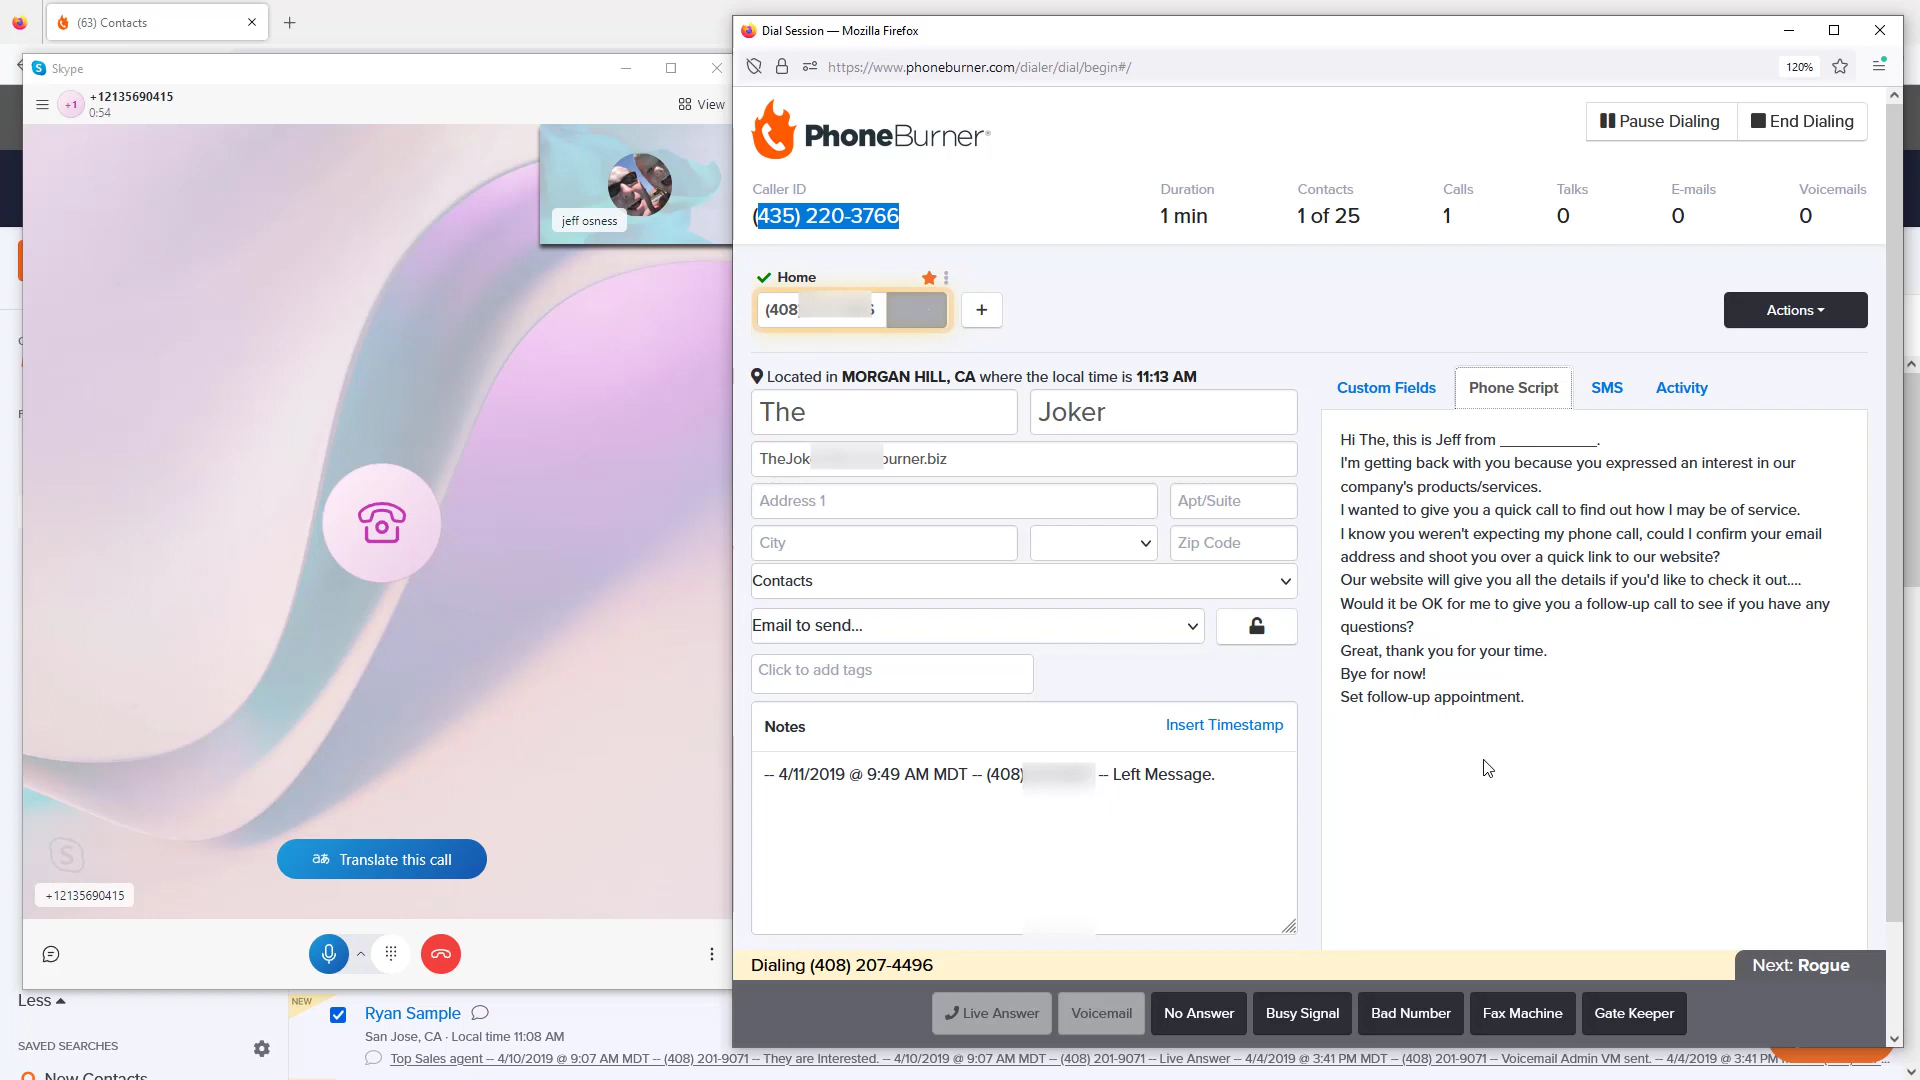 (63) Contacts
Skype
+1
+12135690415
0:54
View
jeff osness
Translate this call
+12135690415
Less
SAVED SEARCHES
New Contacts
NEW
Ryan Sample
San Jose, CA · Local time 11:08 AM
Top Sales agent -- 4/10/2019 @ 9:07 AM MDT -- (408) 201-9071 -- They are Interested. -- 4/10/2019 @ 9:07 AM MDT -- (408) 201-9071 -- Live Answer -- 4/4/2019 @ 3:41 PM MDT -- (408) 201-9071 -- Voicemail Admin VM sent. -- 4/4/2019 @ 3:41 PM
Dial Session — Mozilla Firefox
https://www.phoneburner.com/dialer/dial/begin#/
120%
PhoneBurner®
Pause Dialing
End Dialing
Caller ID
(435) 220-3766
Duration
1 min
Contacts
1 of 25
Calls
1
Talks
0
E-mails
0
Voicemails
0
Home
(408)
+
Actions
Located in MORGAN HILL, CA where the local time is 11:13 AM
The
Joker
TheJok urner.biz
Address 1
Apt/Suite
City
Zip Code
Contacts
Email to send...
Click to add tags
Notes
Insert Timestamp
-- 4/11/2019 @ 9:49 AM MDT -- (408) -- Left Message.
Custom Fields
Phone Script
SMS
Activity
Hi The, this is Jeff from ____________.
I'm getting back with you because you expressed an interest in our
company's products/services.
I wanted to give you a quick call to find out how I may be of service.
I know you weren't expecting my phone call, could I confirm your email
address and shoot you over a quick link to our website?
Our website will give you all the details if you'd like to check it out....
Would it be OK for me to give you a follow-up call to see if you have any
questions?
Great, thank you for your time.
Bye for now!
Set follow-up appointment.
Dialing (408) 207-4496
Next: Rogue
Live Answer
Voicemail
No Answer
Busy Signal
Bad Number
Fax Machine
Gate Keeper